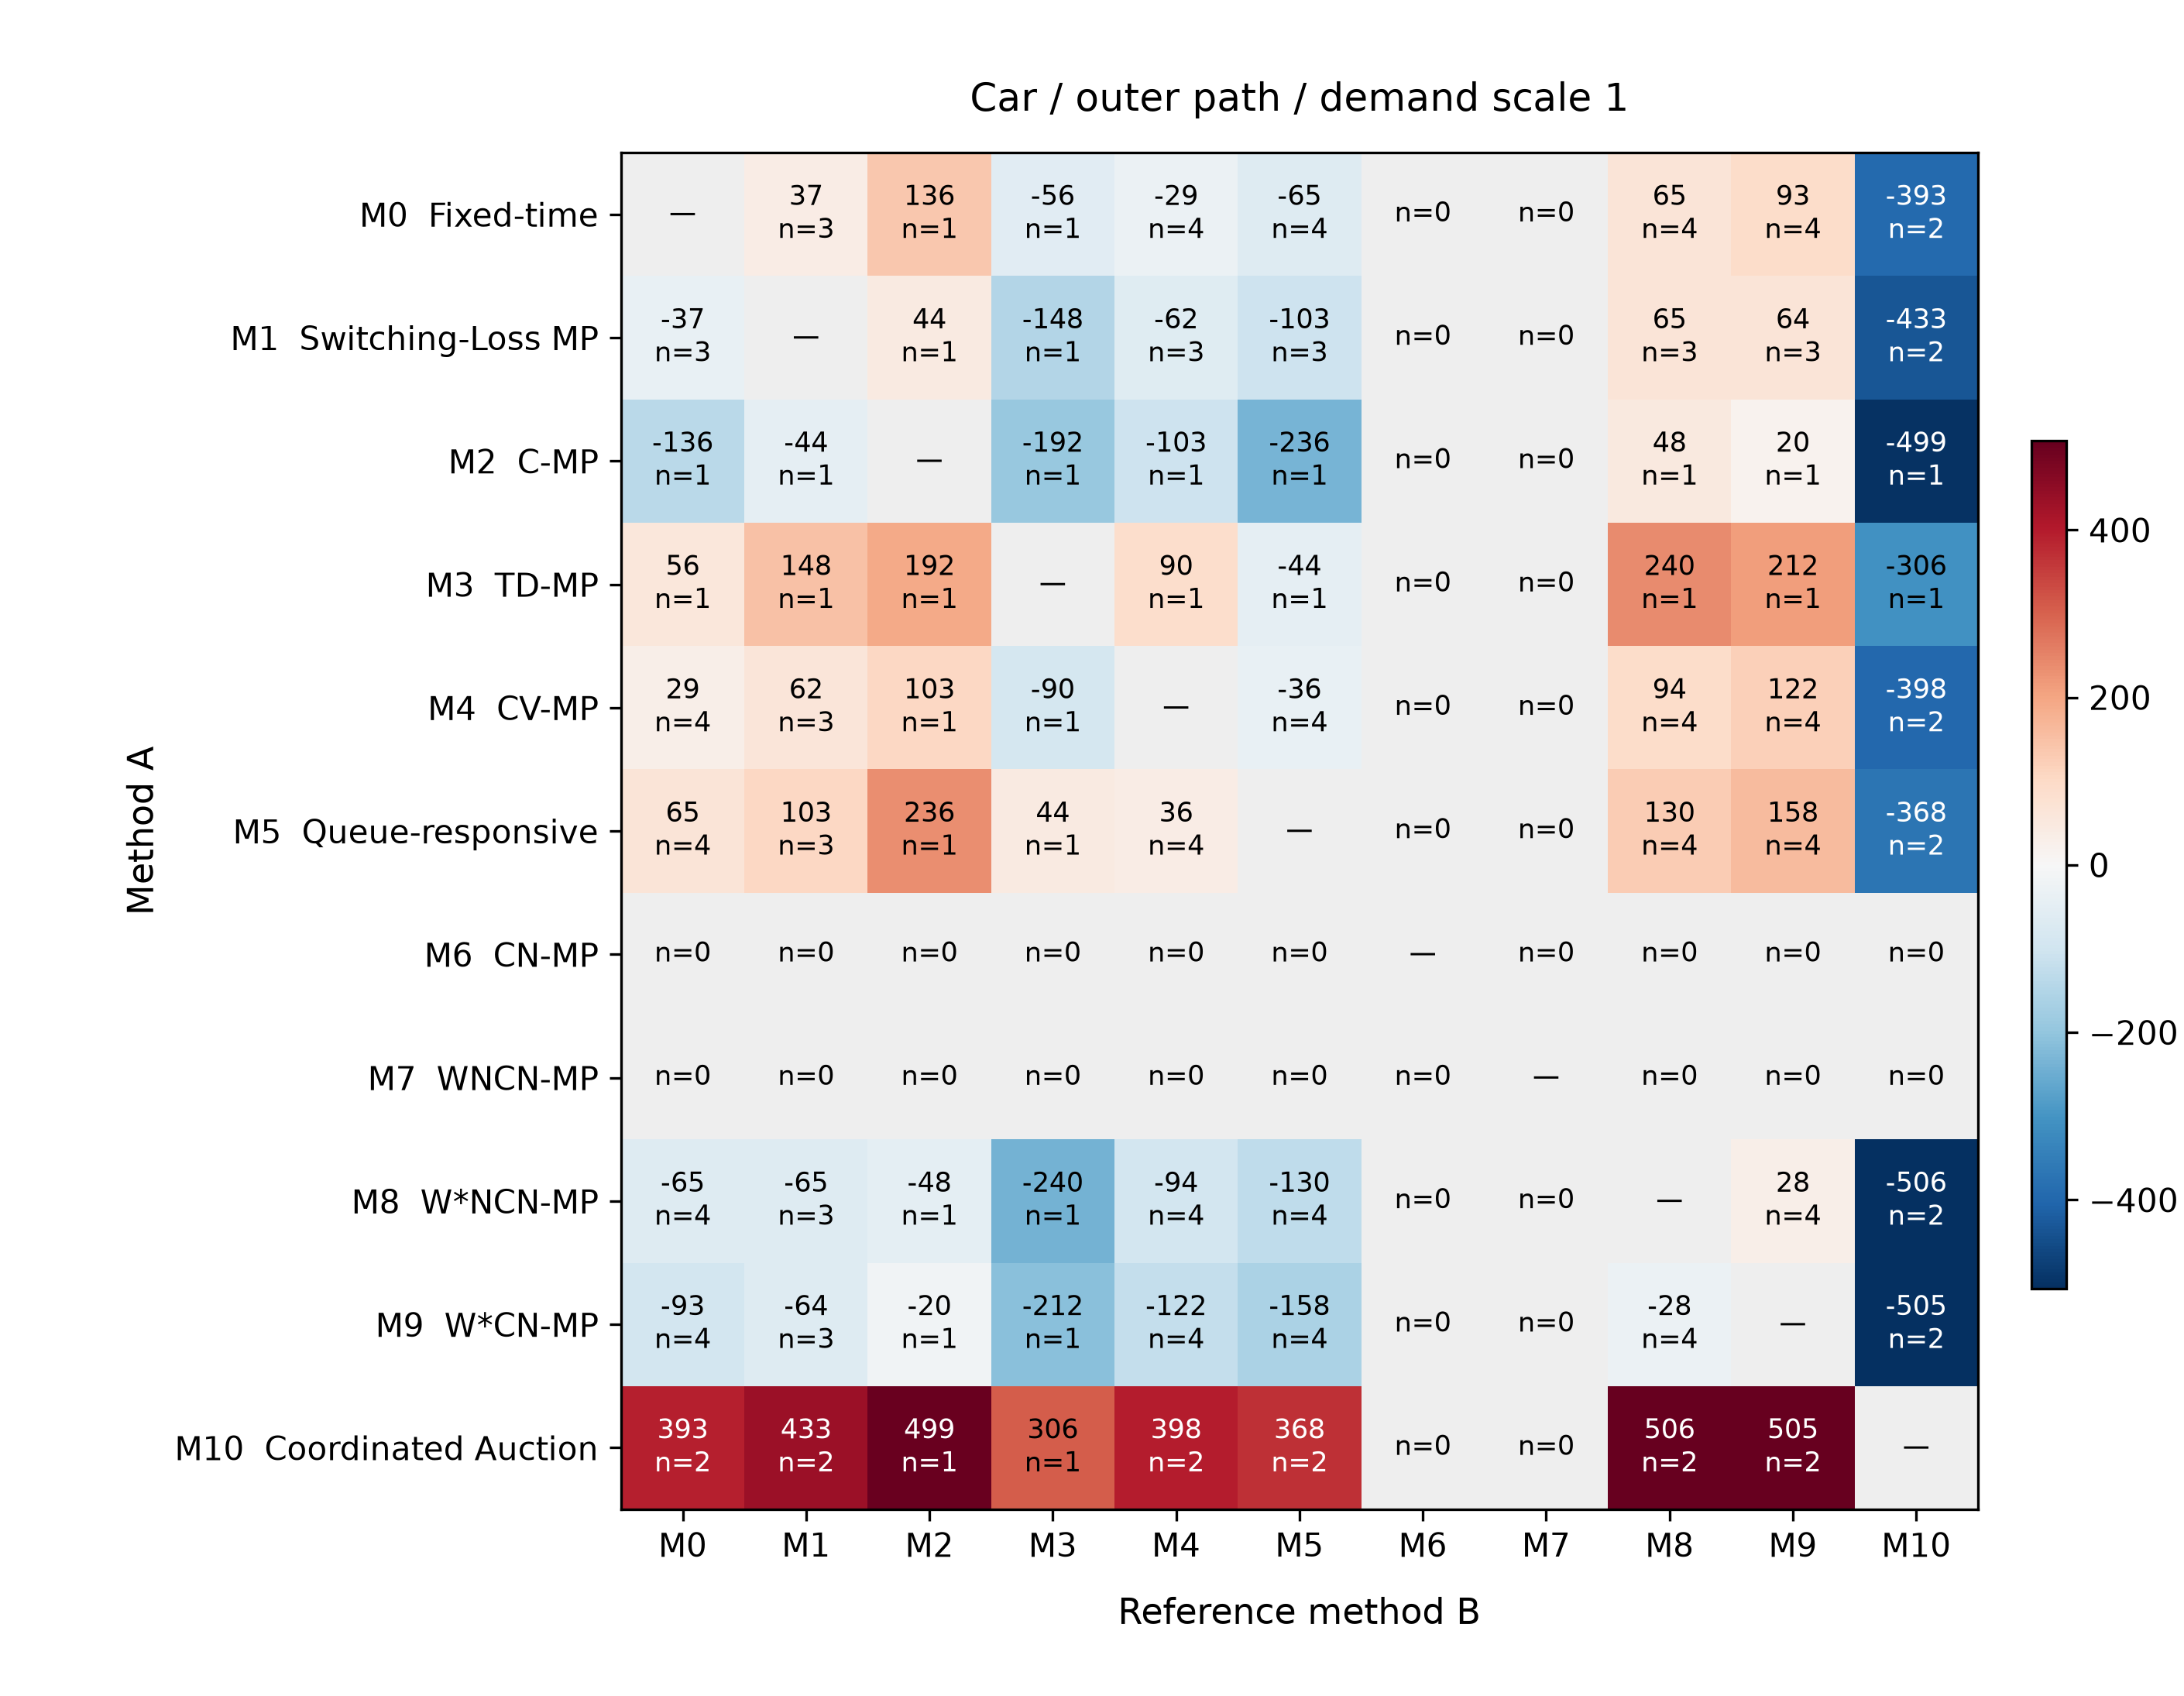 Car / outer path / demand scale 1
M0 Fixed-time — 37 136 -56 -29 -65 n=0 n=0 65 93 -393
n=3 n=1 n=1 n=4 n=4 n=4 n=4 n=2
M1 Switching-Loss MP -37 — 44 -148 -62 -103 n=0 n=0 65 64 -433
n=3 n=1 n=1 n=3 n=3 n=3 n=3 n=2
M2 C-MP -136 -44 — -192 -103 -236 n=0 n=0 48 20 -499
n=1 n=1 n=1 n=1 n=1 n=1 n=1 n=1
M3 TD-MP 56 148 192 — 90 -44 n=0 n=0 240 212 -306
n=1 n=1 n=1 n=1 n=1 n=1 n=1 n=1
M4 CV-MP 29 62 103 -90 — -36 n=0 n=0 94 122 -398
n=4 n=3 n=1 n=1 n=4 n=4 n=4 n=2
M5 Queue-responsive 65 103 236 44 36 — n=0 n=0 130 158 -368
n=4 n=3 n=1 n=1 n=4 n=4 n=4 n=2
M6 CN-MP n=0 n=0 n=0 n=0 n=0 n=0 — n=0 n=0 n=0 n=0
M7 WNCN-MP n=0 n=0 n=0 n=0 n=0 n=0 n=0 — n=0 n=0 n=0
M8 W*NCN-MP -65 -65 -48 -240 -94 -130 n=0 n=0 — 28 -506
n=4 n=3 n=1 n=1 n=4 n=4 n=4 n=2
M9 W*CN-MP -93 -64 -20 -212 -122 -158 n=0 n=0 -28 — -505
n=4 n=3 n=1 n=1 n=4 n=4 n=4 n=2
M10 Coordinated Auction 393 433 499 306 398 368 n=0 n=0 506 505 —
n=2 n=2 n=1 n=1 n=2 n=2 n=2 n=2
M0 M1 M2 M3 M4 M5 M6 M7 M8 M9 M10
Reference method B
Method A
400
200
0
−200
−400